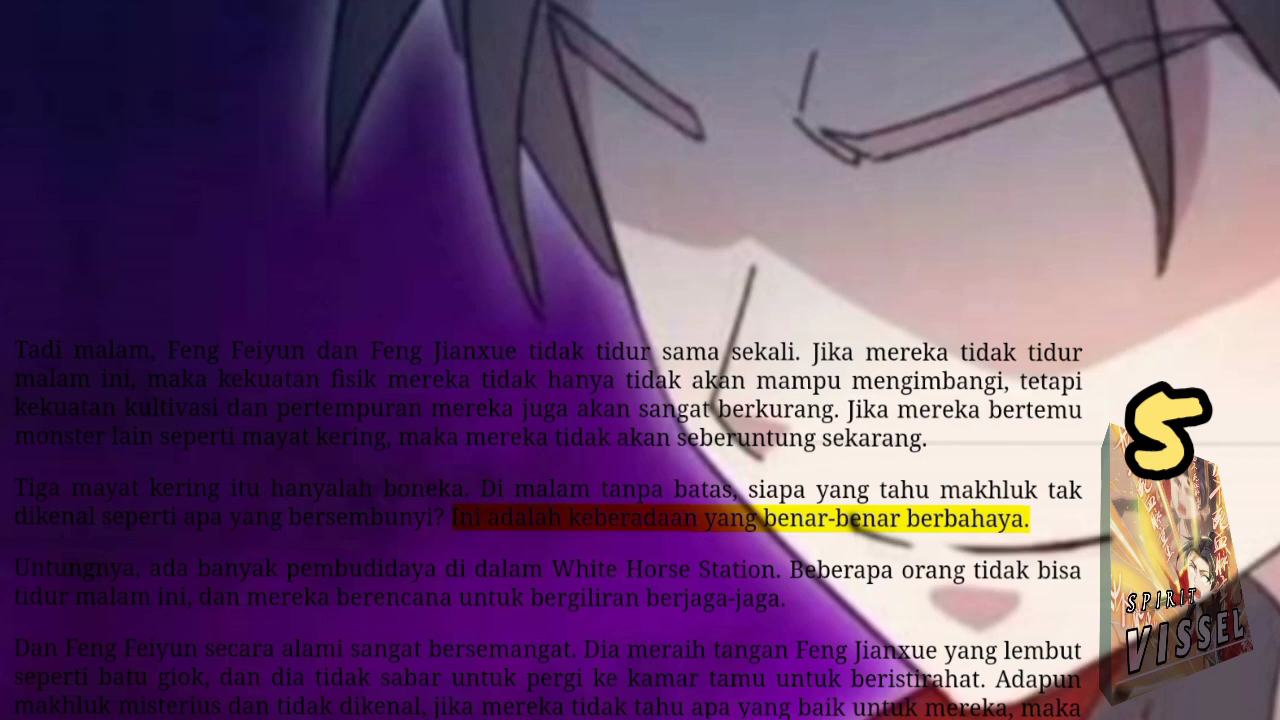 Tadi malam, Feng Feiyun dan Feng Jianxue tidak tidur sama sekali. Jika mereka tidak tidur
malam ini, maka kekuatan fisik mereka tidak hanya tidak akan mampu mengimbangi, tetapi
kekuatan kultivasi dan pertempuran mereka juga akan sangat berkurang. Jika mereka bertemu
monster lain seperti mayat kering, maka mereka tidak akan seberuntung sekarang.
Tiga mayat kering itu hanyalah boneka. Di malam tanpa batas, siapa yang tahu makhluk tak
dikenal seperti apa yang bersembunyi? Ini adalah keberadaan yang benar-benar berbahaya.
Untungnya, ada banyak pembudidaya di dalam White Horse Station. Beberapa orang tidak bisa
tidur malam ini, dan mereka berencana untuk bergiliran berjaga-jaga.
Dan Feng Feiyun secara alami sangat bersemangat. Dia meraih tangan Feng Jianxue yang lembut
seperti batu giok, dan dia tidak sabar untuk pergi ke kamar tamu untuk beristirahat. Adapun
makhluk misterius dan tidak dikenal, jika mereka tidak tahu apa yang baik untuk mereka, maka
S
SPIRIT
VISSEL